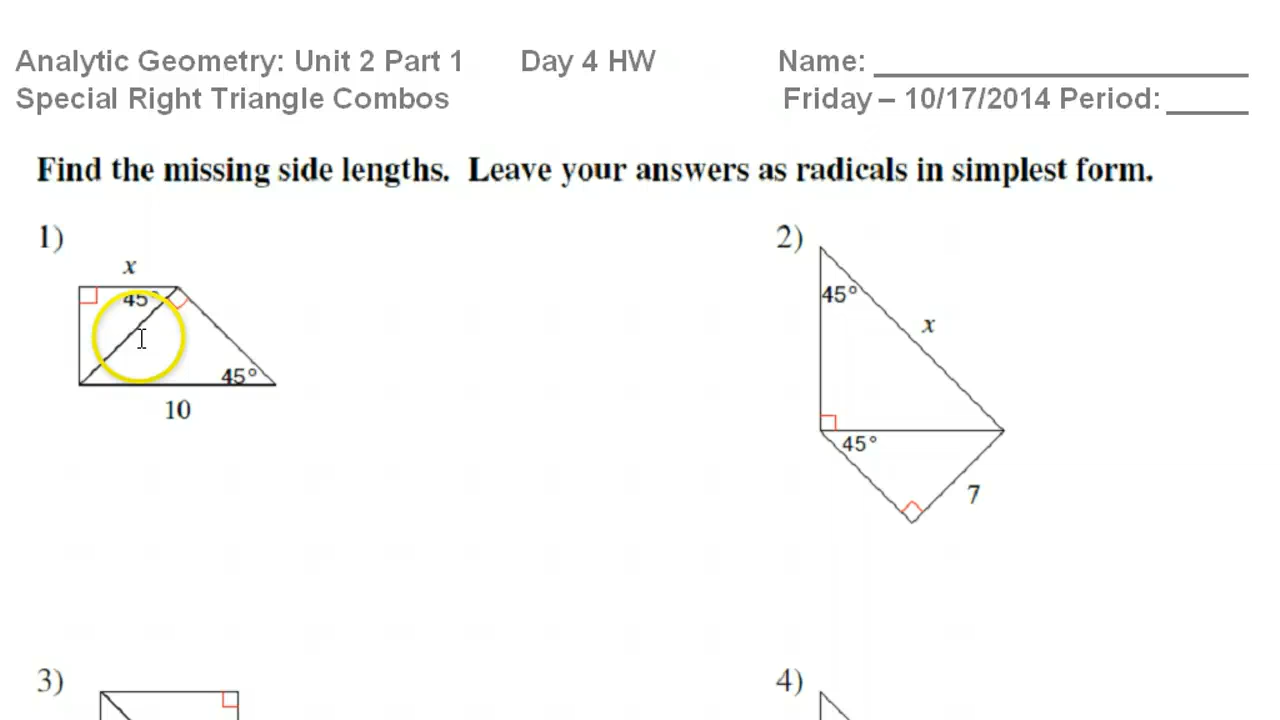 Analytic Geometry: Unit 2 Part 1 Day 4 HW Name: ______________________
Special Right Triangle Combos Friday – 10/17/2014 Period: _____
Find the missing side lengths. Leave your answers as radicals in simplest form.
1)
x
45°
45°
10
2)
45°
x
45°
7
3)
4)